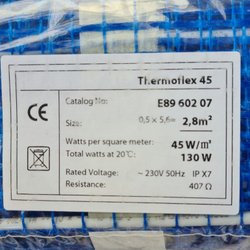 Thermoflex 45
CE
Catalog No: E89 602 07
Size: 0,5 x 5,6= 2,8m²
Watts per square meter: 45 W/m²
Total watts at 20°C: 130 W
Rated Voltage: ~ 230V 50Hz IP X7
Resistance: 407 Ω